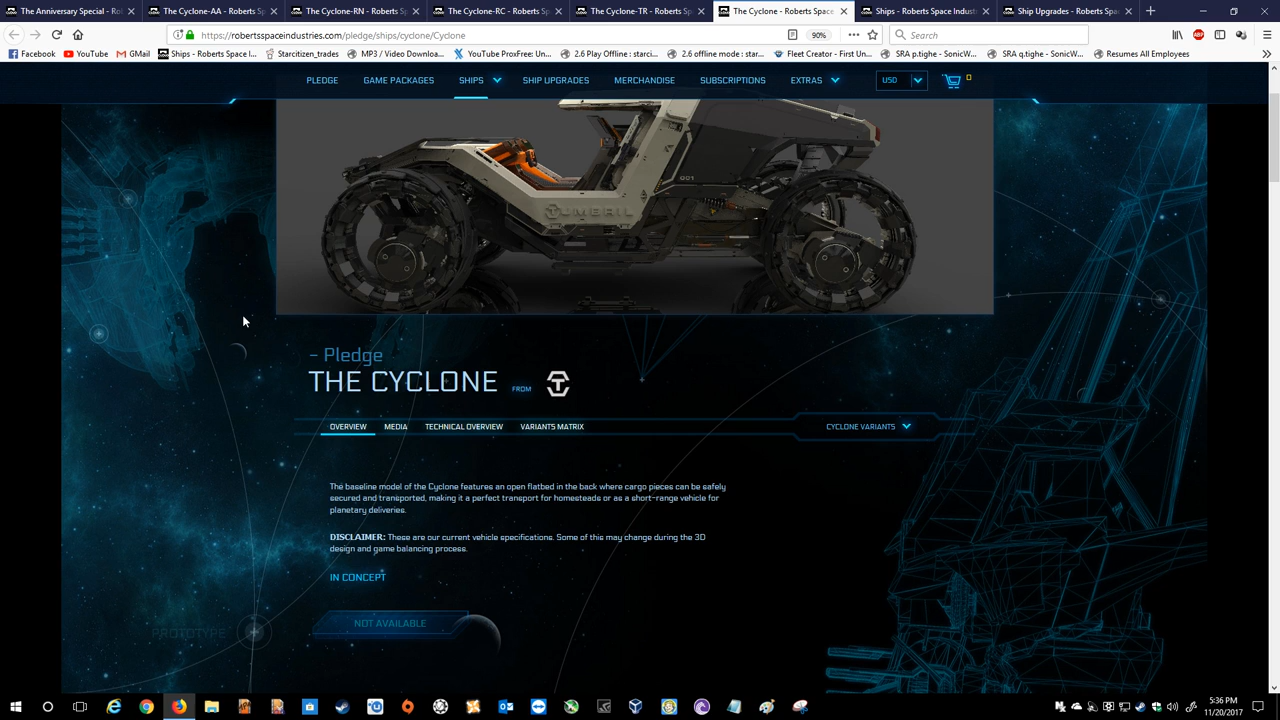 The Anniversary Special - Rob
The Cyclone-AA - Roberts Sp
The Cyclone-RN - Roberts Sp
The Cyclone-RC - Roberts Sp
The Cyclone-TR - Roberts Sp
The Cyclone - Roberts Space
Ships - Roberts Space Indust
Ship Upgrades - Roberts Spac
https://robertsspaceindustries.com/pledge/ships/cyclone/Cyclone
90%
Search
Facebook
YouTube
GMail
Ships - Roberts Space I...
Starcitizen_trades
MP3 / Video Downloa...
YouTube ProxFree: Un...
2.6 Play Offline : starci...
2.6 offline mode : starc...
Fleet Creator - First Un...
SRA p.tighe - SonicW...
SRA q.tighe - SonicW...
Resumes All Employees
PLEDGE
GAME PACKAGES
SHIPS
SHIP UPGRADES
MERCHANDISE
SUBSCRIPTIONS
EXTRAS
USD
0
001
TUMBRIL
- Pledge
THE CYCLONE
FROM
OVERVIEW
MEDIA
TECHNICAL OVERVIEW
VARIANTS MATRIX
CYCLONE VARIANTS
The baseline model of the Cyclone features an open flatbed in the back where cargo pieces can be safely
secured and transported, making it a perfect transport for homesteads or as a short-range vehicle for
planetary deliveries.
DISCLAIMER: These are our current vehicle specifications. Some of this may change during the 3D
design and game balancing process.
IN CONCEPT
NOT AVAILABLE
PROTOTYPE
5:36 PM
11/20/2017